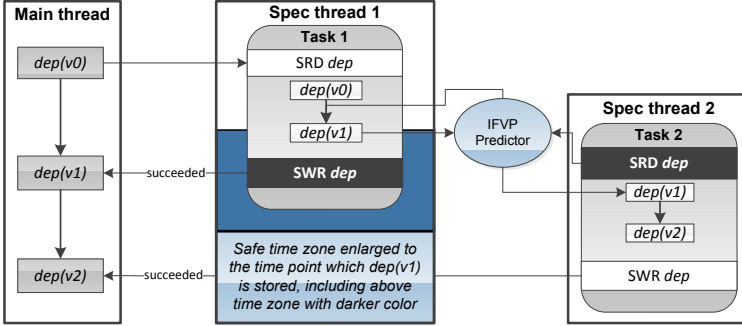 Main thread
dep(v0)
dep(v1)
dep(v2)
Spec thread 1
Task 1
SRD dep
dep(v0)
dep(v1)
SWR dep
succeeded
succeeded
Safe time zone enlarged to
the time point which dep(v1)
is stored, including above
time zone with darker color
IFVP
Predictor
Spec thread 2
Task 2
SRD dep
dep(v1)
dep(v2)
SWR dep